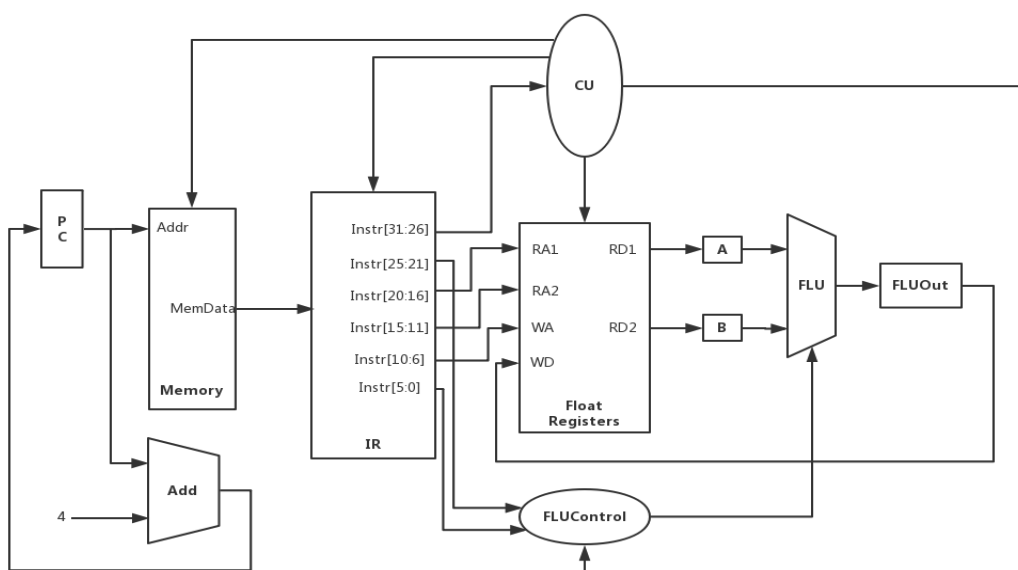 CU
P
C
Addr
MemData
Memory
Instr[31:26]
Instr[25:21]
Instr[20:16]
Instr[15:11]
Instr[10:6]
Instr[5:0]
IR
RA1
RD1
RA2
WA
RD2
WD
Float
Registers
A
B
FLU
FLUOut
Add
4
FLUControl